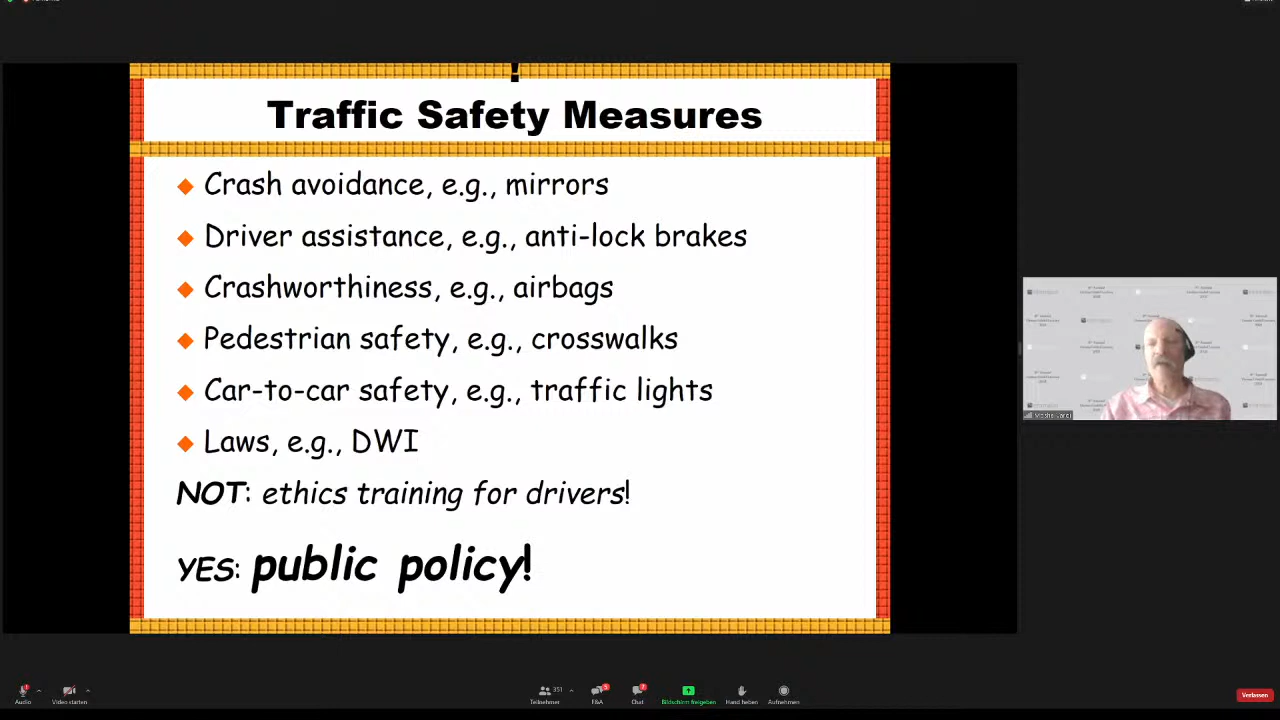 !
Traffic Safety Measures
Crash avoidance, e.g., mirrors
Driver assistance, e.g., anti-lock brakes
Crashworthiness, e.g., airbags
Pedestrian safety, e.g., crosswalks
Car-to-car safety, e.g., traffic lights
Laws, e.g., DWI
NOT: ethics training for drivers!
YES: public policy!
Moshe Vardi
Audio
Video starten
351
Teilnehmer
F&A
Chat
Bildschirm freigeben
Hand heben
Aufnehmen
Verlassen